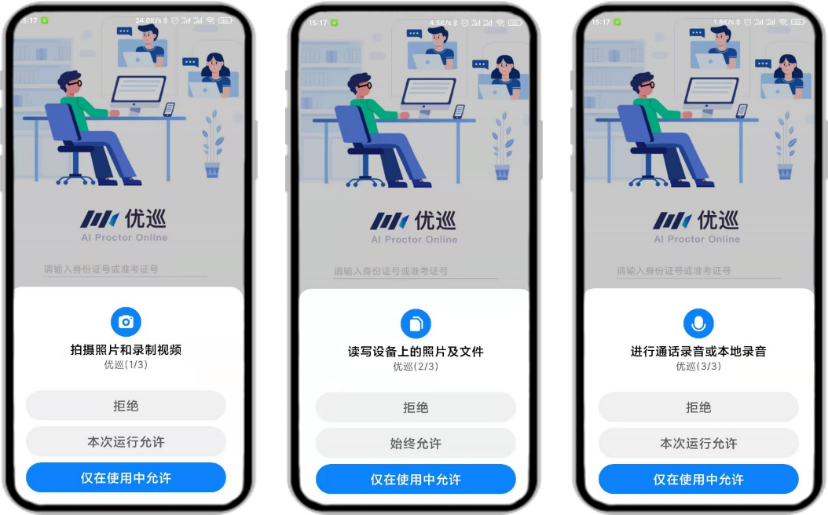 15:17
24.0K/s
优巡
AI Proctor Online
请输入身份证号或准考证号
拍摄照片和录制视频
优巡(1/3)
拒绝
本次运行允许
仅在使用中允许
15:17
优巡
AI Proctor Online
请输入身份证号或准考证号
读写设备上的照片及文件
优巡(2/3)
拒绝
始终允许
仅在使用中允许
15:17
优巡
AI Proctor Online
请输入身份证号或准考证号
进行通话录音或本地录音
优巡(3/3)
拒绝
本次运行允许
仅在使用中允许